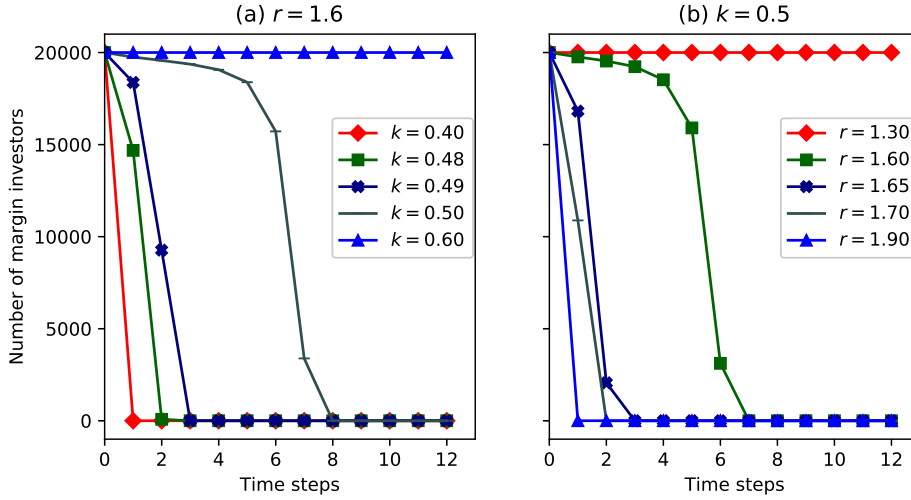 (a) r = 1.6
Number of margin investors
20000
15000
10000
5000
0
0 2 4 6 8 10 12
Time steps
k = 0.40
k = 0.48
k = 0.49
k = 0.50
k = 0.60
(b) k = 0.5
0 2 4 6 8 10 12
Time steps
r = 1.30
r = 1.60
r = 1.65
r = 1.70
r = 1.90